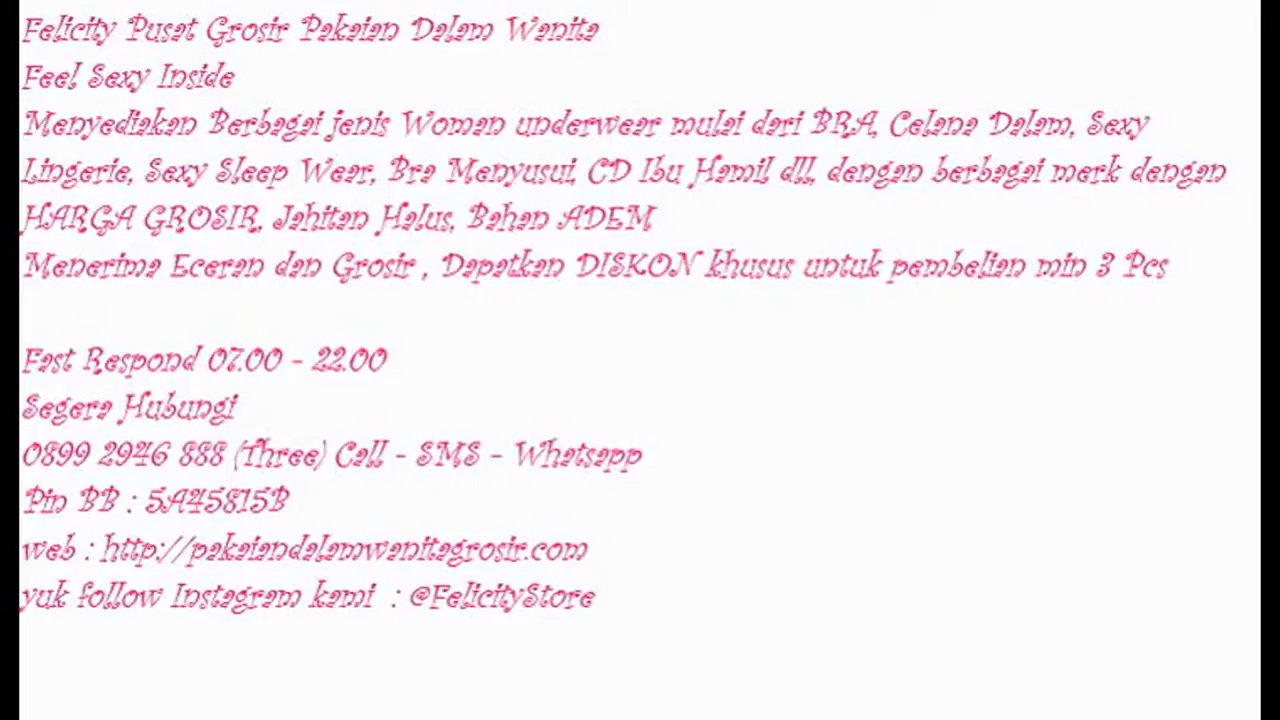 Felicity Pusat Grosir Pakaian Dalam Wanita
Feel Sexy Inside
Menyediakan Berbagai jenis Woman underwear mulai dari BRA, Celana Dalam, Sexy
Lingerie, Sexy Sleep Wear, Bra Menyusui, CD Ibu Hamil dll, dengan berbagai merk dengan
HARGA GROSIR, Jahitan Halus, Bahan ADEM
Menerima Eceran dan Grosir , Dapatkan DISKON khusus untuk pembelian min 3 Pcs
Fast Respond 07.00 - 22.00
Segera Hubungi
0899 2946 888 (Three) Call - SMS - Whatsapp
Pin BB : 5A45815B
web : http://pakaiandalamwanitagrosir.com
yuk follow Instagram kami : @FelicityStore